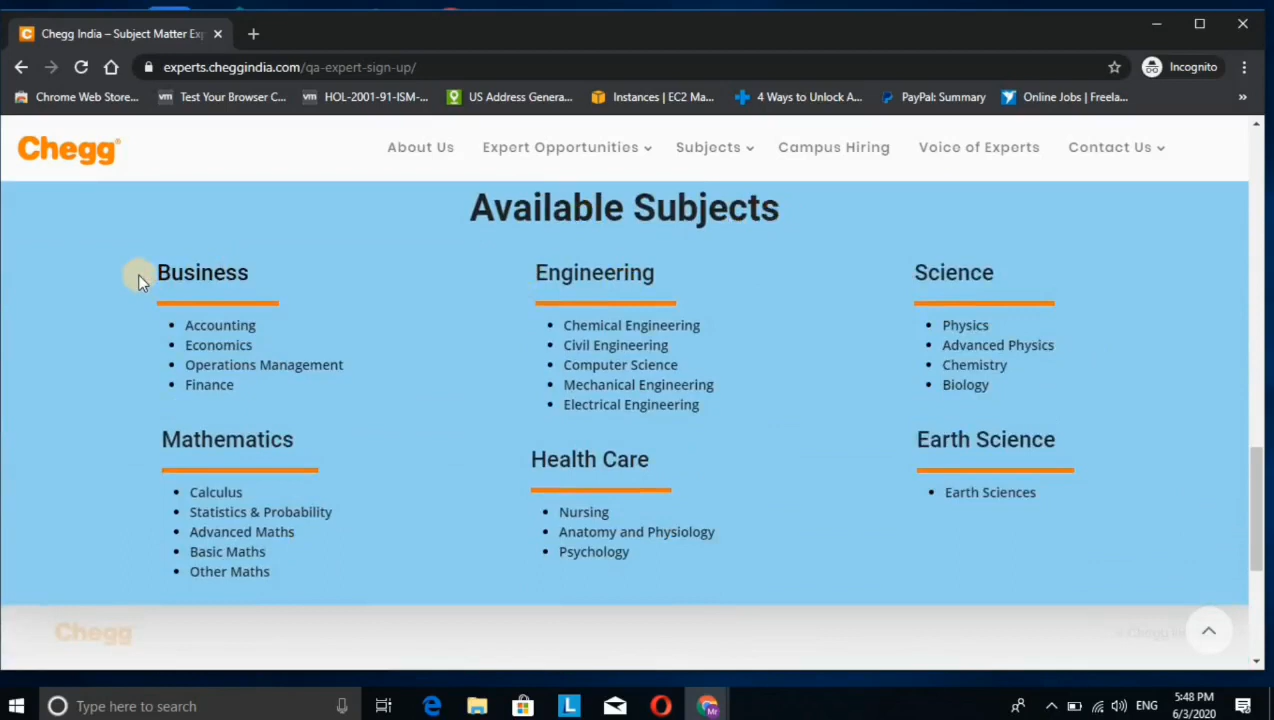 Chegg India – Subject Matter Exp
experts.cheggindia.com/qa-expert-sign-up/
Incognito
Chrome Web Store...
vm Test Your Browser C...
vm HOL-2001-91-ISM-...
US Address Genera...
Instances | EC2 Ma...
4 Ways to Unlock A...
PayPal: Summary
Online Jobs | Freela...
»
Chegg®
About Us
Expert Opportunities
Subjects
Campus Hiring
Voice of Experts
Contact Us
Available Subjects
Business
• Accounting
• Economics
• Operations Management
• Finance
Engineering
• Chemical Engineering
• Civil Engineering
• Computer Science
• Mechanical Engineering
• Electrical Engineering
Science
• Physics
• Advanced Physics
• Chemistry
• Biology
Mathematics
• Calculus
• Statistics & Probability
• Advanced Maths
• Basic Maths
• Other Maths
Health Care
• Nursing
• Anatomy and Physiology
• Psychology
Earth Science
• Earth Sciences
Chegg
Type here to search
ENG
5:48 PM
6/3/2020